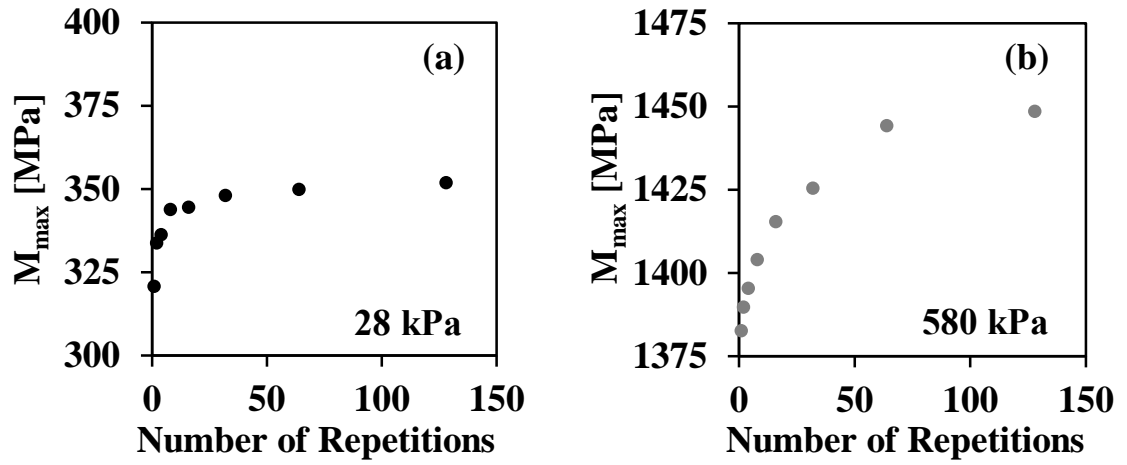 (a)
M_max [MPa]
400
375
350
325
300
28 kPa
0 50 100 150
Number of Repetitions
(b)
M_max [MPa]
1475
1450
1425
1400
1375
580 kPa
0 50 100 150
Number of Repetitions